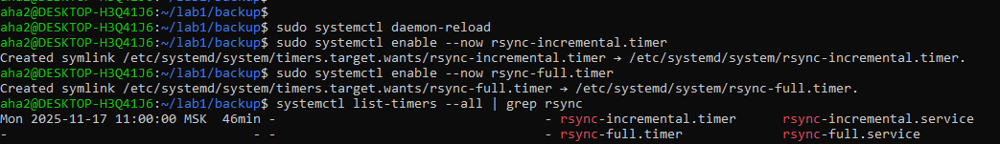 aha2@DESKTOP-H3Q41J6:~/lab1/backup$
aha2@DESKTOP-H3Q41J6:~/lab1/backup$ sudo systemctl daemon-reload
aha2@DESKTOP-H3Q41J6:~/lab1/backup$ sudo systemctl enable --now rsync-incremental.timer
Created symlink /etc/systemd/system/timers.target.wants/rsync-incremental.timer → /etc/systemd/system/rsync-incremental.timer.
aha2@DESKTOP-H3Q41J6:~/lab1/backup$ sudo systemctl enable --now rsync-full.timer
Created symlink /etc/systemd/system/timers.target.wants/rsync-full.timer → /etc/systemd/system/rsync-full.timer.
aha2@DESKTOP-H3Q41J6:~/lab1/backup$ systemctl list-timers --all | grep rsync
Mon 2025-11-17 11:00:00 MSK  46min -                                  - rsync-incremental.timer      rsync-incremental.service
-                                - -                                  - rsync-full.timer             rsync-full.service